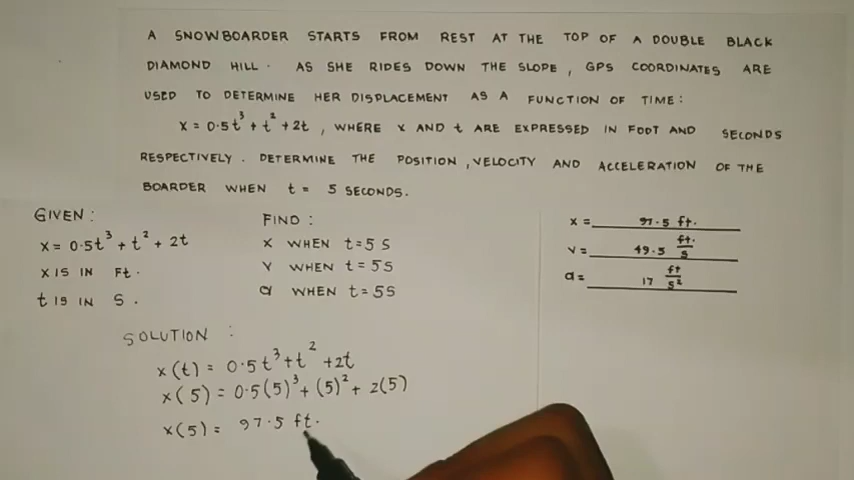 A SNOWBOARDER STARTS FROM REST AT THE TOP OF A DOUBLE BLACK
DIAMOND HILL. AS SHE RIDES DOWN THE SLOPE, GPS COORDINATES ARE
USED TO DETERMINE HER DISPLACEMENT AS A FUNCTION OF TIME:
x = 0.5t³ + t² + 2t, WHERE x AND t ARE EXPRESSED IN FOOT AND SECONDS
RESPECTIVELY. DETERMINE THE POSITION, VELOCITY AND ACCELERATION OF THE
BOARDER WHEN t = 5 SECONDS.
GIVEN:
x = 0.5t³ + t² + 2t
x IS IN Ft.
t IS IN S.
FIND:
x WHEN t = 5 S
v WHEN t = 5 S
a WHEN t = 5 S
x = 97.5 ft.
v = 49.5 ft./s
a = 17 ft/s²
SOLUTION:
x(t) = 0.5t³ + t² + 2t
x(5) = 0.5(5)³ + (5)² + 2(5)
x(5) = 97.5 ft.